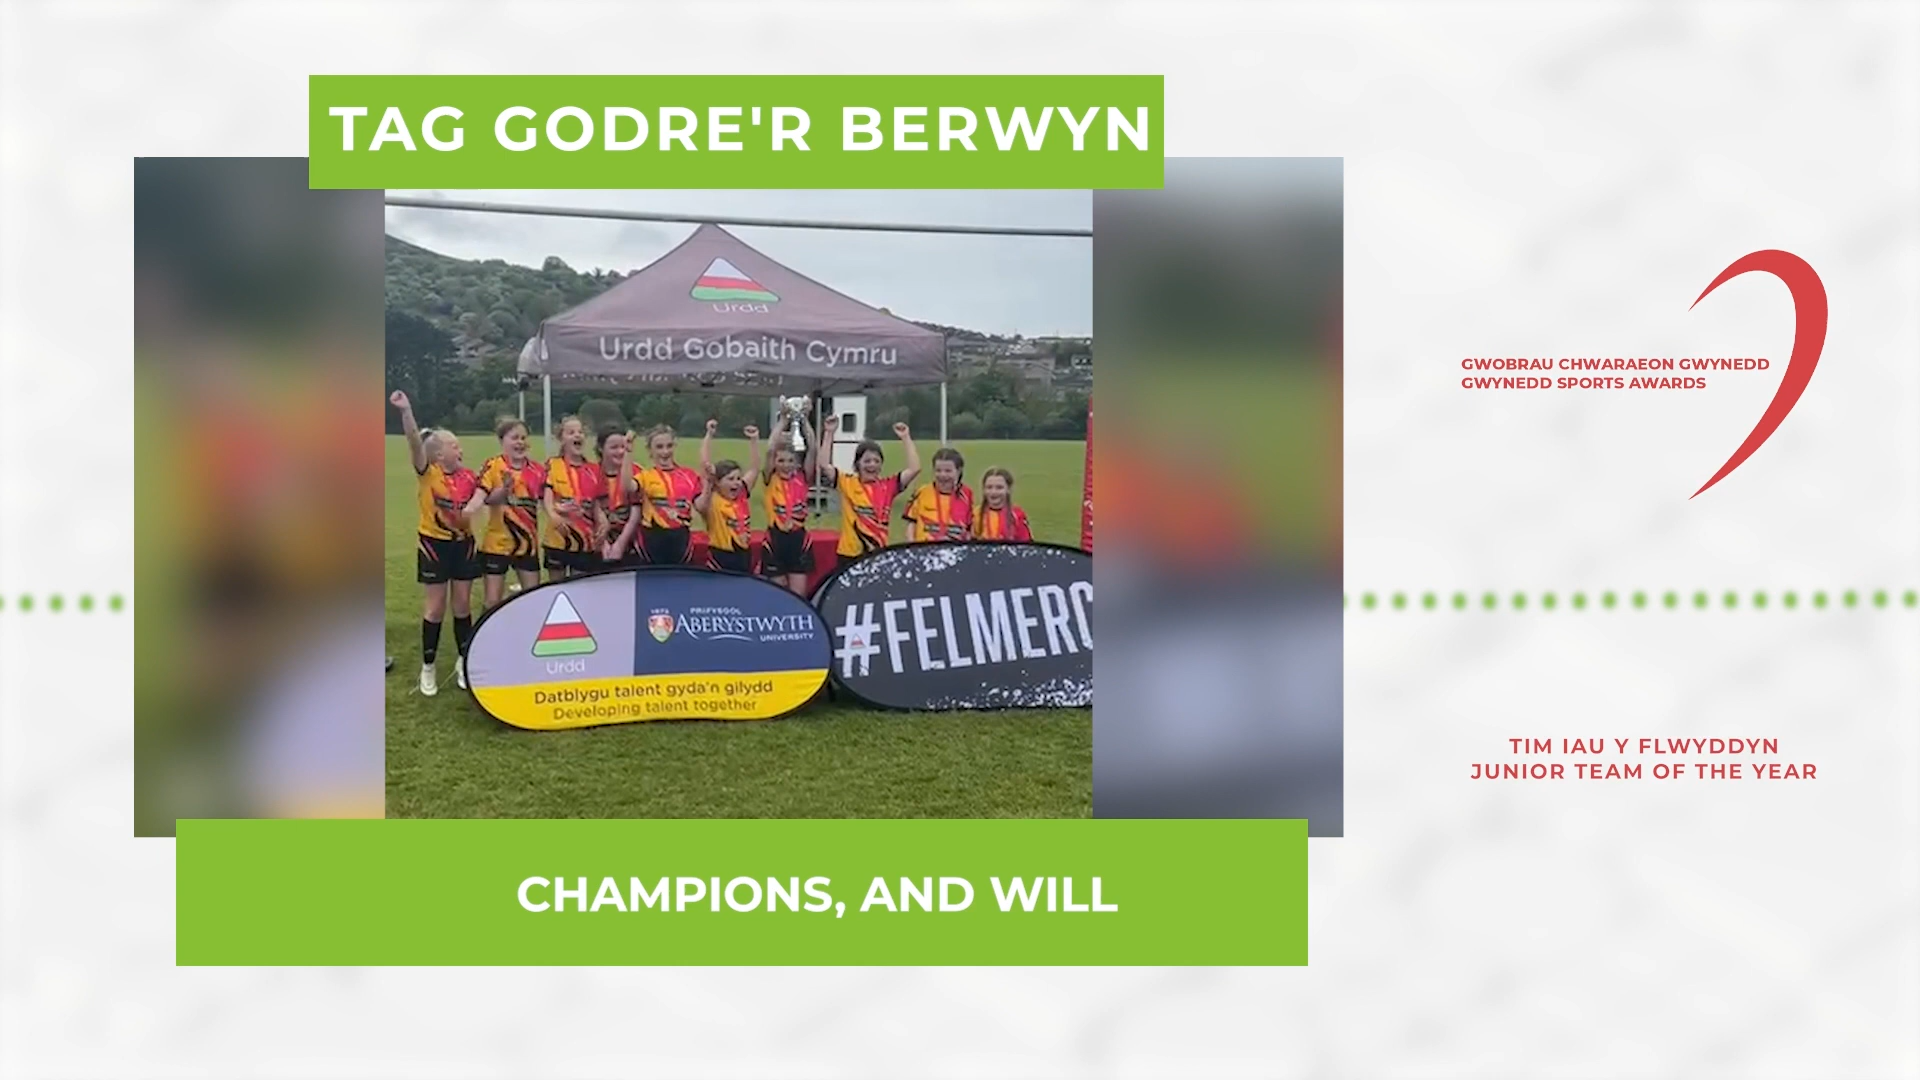 TAG GODRE'R BERWYN
Urdd
Urdd Gobaith Cymru
GWOBRAU CHWARAEON GWYNEDD
GWYNEDD SPORTS AWARDS
1872
PRIFYSGOL
ABERYSTWYTH
UNIVERSITY
Urdd
Datblygu talent gyda'n gilydd
Developing talent together
#FELMERC
TIM IAU Y FLWYDDYN
JUNIOR TEAM OF THE YEAR
CHAMPIONS, AND WILL